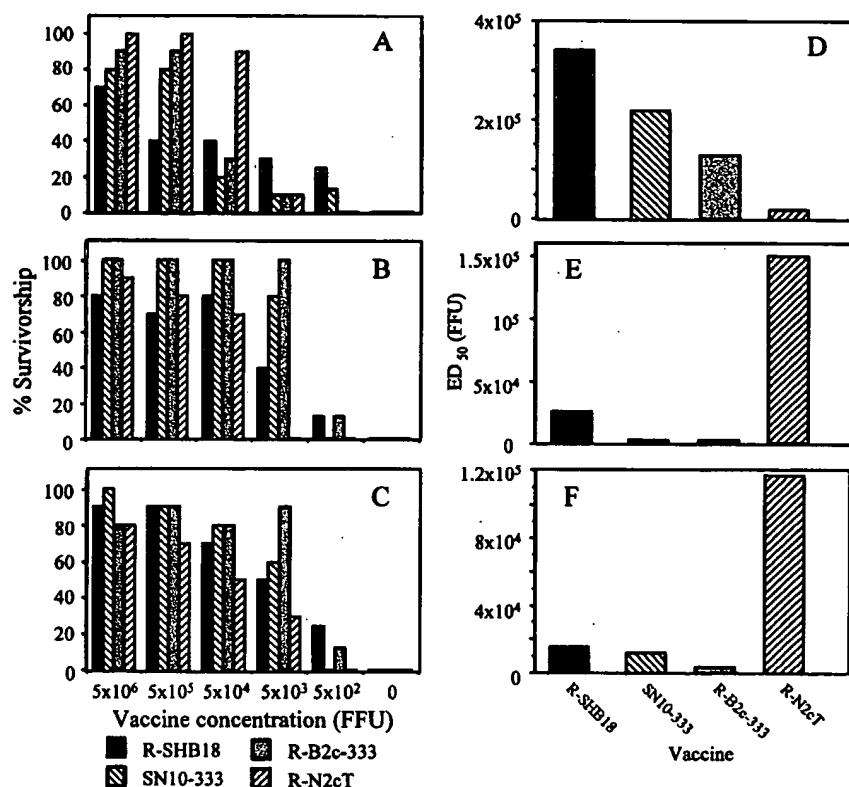 100
80
60
40
20
0
A
100
80
60
40
20
0
B
100
80
60
40
20
0
C
% Survivorship
5x10⁶ 5x10⁵ 5x10⁴ 5x10³ 5x10² 0
Vaccine concentration (FFU)
R-SHB18
R-B2c-333
SN10-333
R-N2cT
4x10⁵
2x10⁵
0
D
1.5x10⁵
10⁵
5x10⁴
0
E
1.2x10⁵
8x10⁴
4x10⁴
0
F
ED 50 (FFU)
R-SHB18
SN10-333
R-B2c-333
R-N2cT
Vaccine